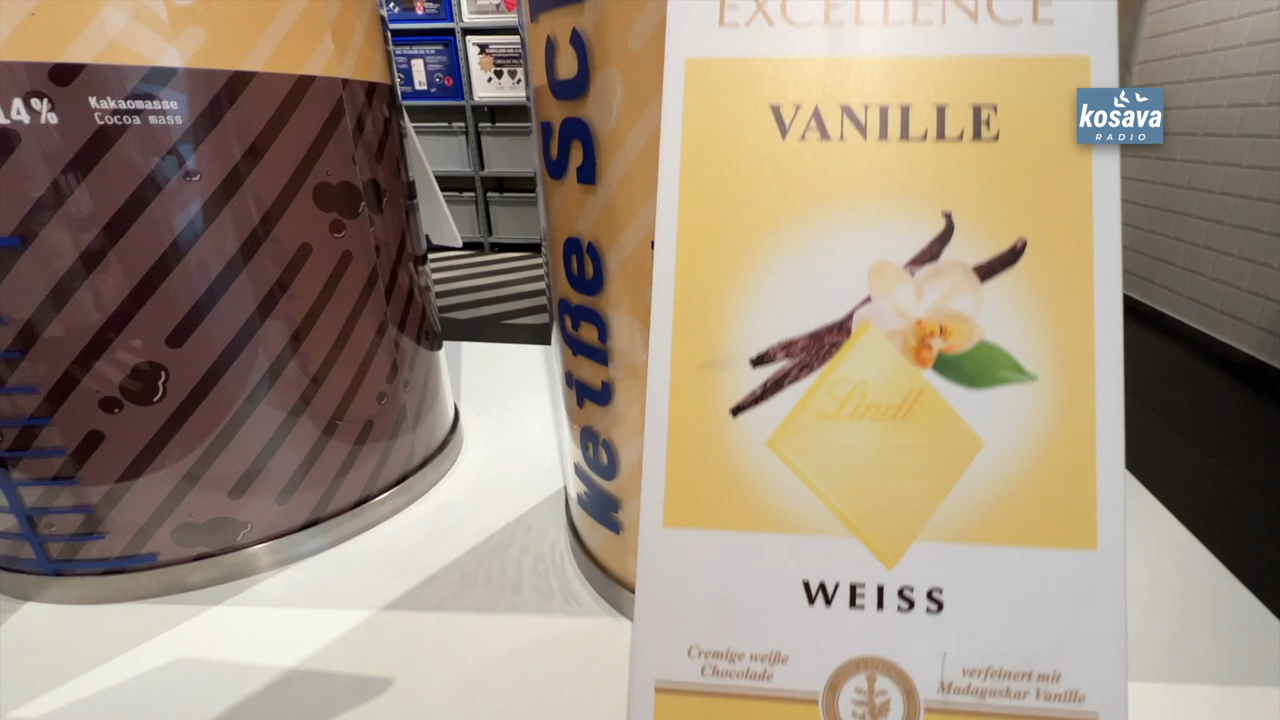 14%
Kakaomasse
Cocoa mass
Weiße Sc
EXCELLENCE
VANILLE
Lindt
WEISS
Cremige weiße
Chocolade
verfeinert mit
Madagaskar Vanille
kosava
RADIO